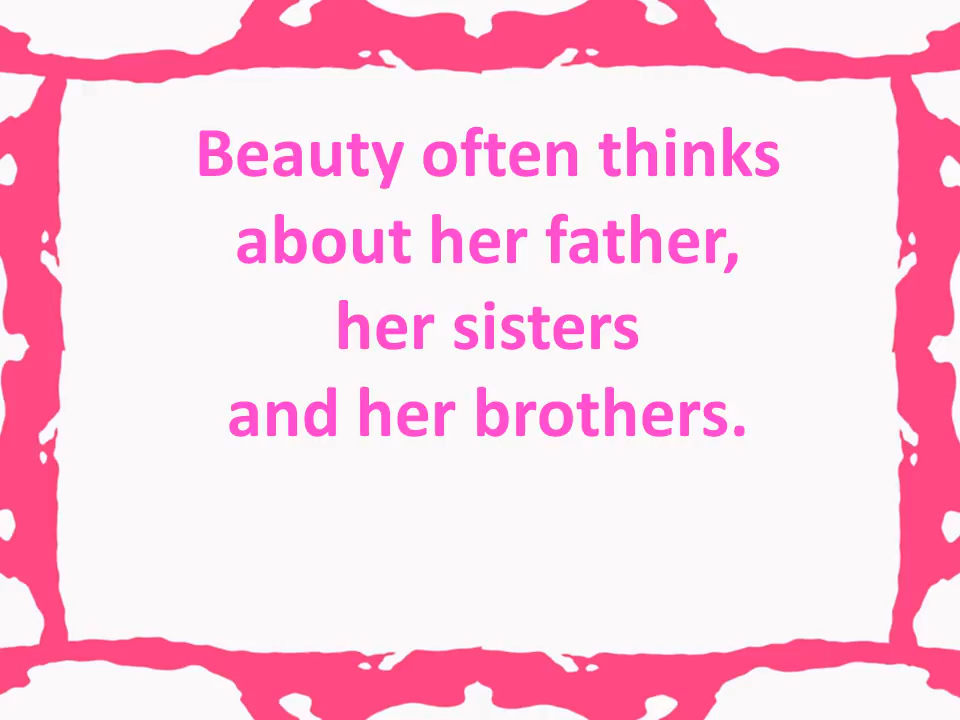 Beauty often thinks
about her father,
her sisters
and her brothers.